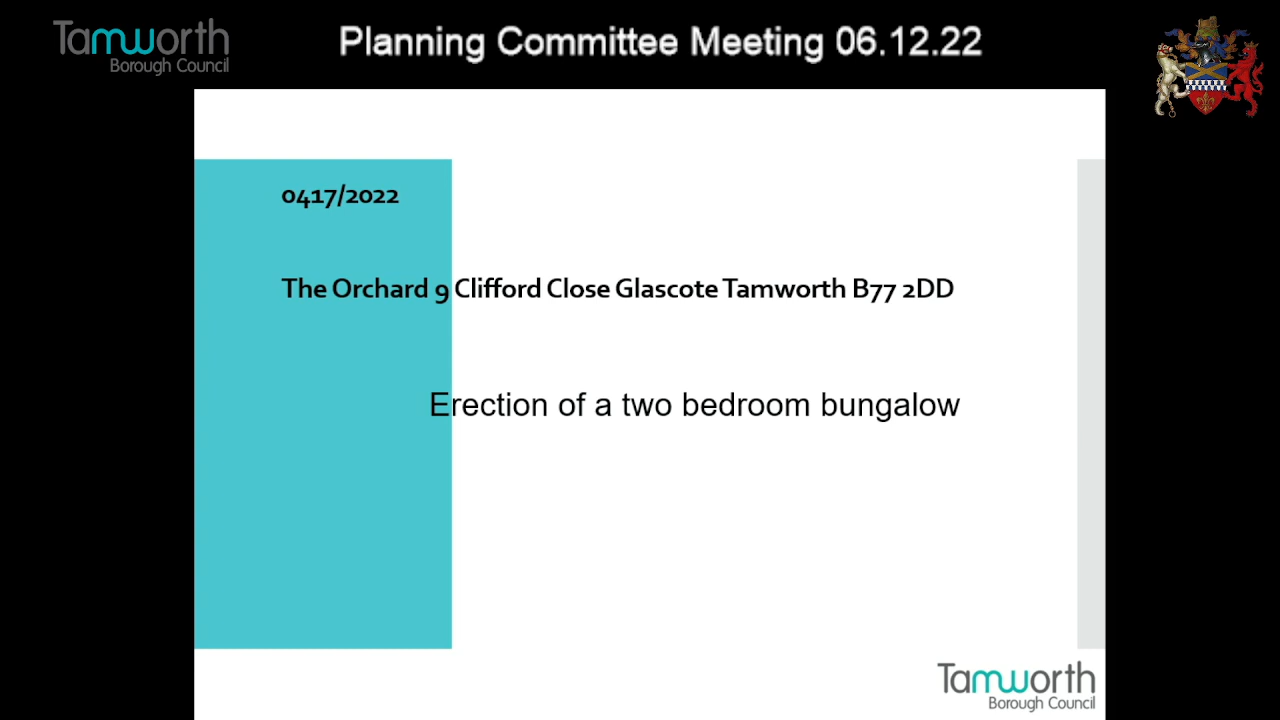 Tamworth
Borough Council
Planning Committee Meeting 06.12.22
0417/2022
The Orchard 9 Clifford Close Glascote Tamworth B77 2DD
Erection of a two bedroom bungalow
Tamworth
Borough Council